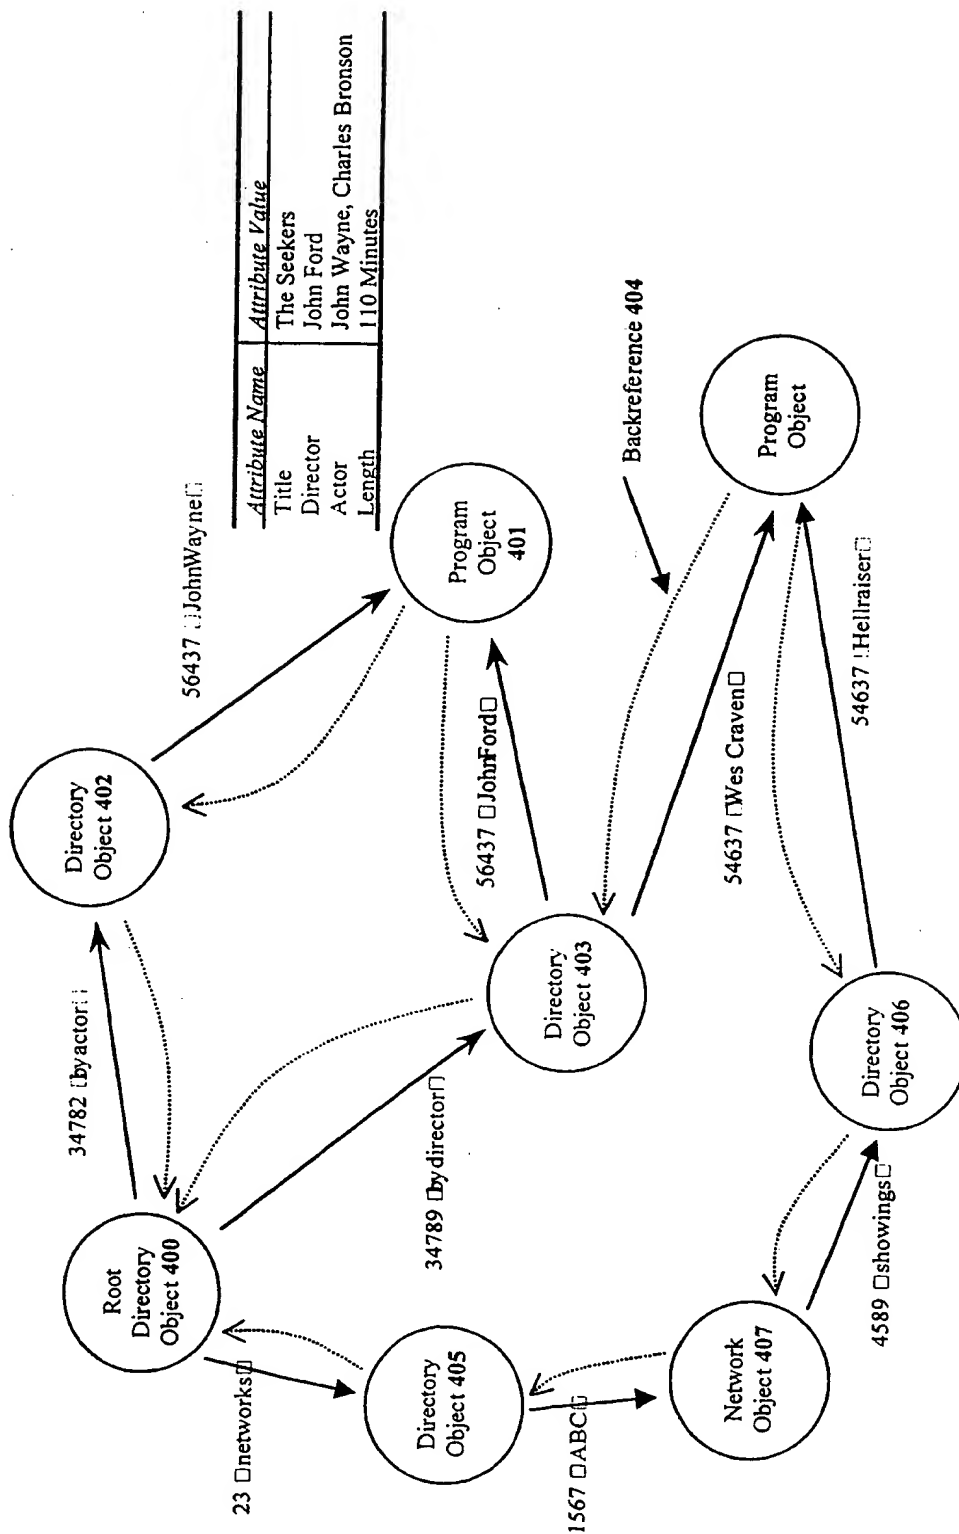 Attribute Name Attribute Value
Title The Seekers
Director John Ford
Actor John Wayne, Charles Bronson
Length 110 Minutes
34782 □byactor□
Directory
Object 402
56437 □JohnWayne□
Root
Directory
Object 400
Program
Object
401
34789 □bydirector□
56437 □JohnFord□
23 □networks□
Directory
Object 403
Backreference 404
Directory
Object 405
54637 □Wes Craven□
Program
Object
1567 □ABC□
Network
Object 407
4589 □showings□
Directory
Object 406
54637 □Hellraiser□